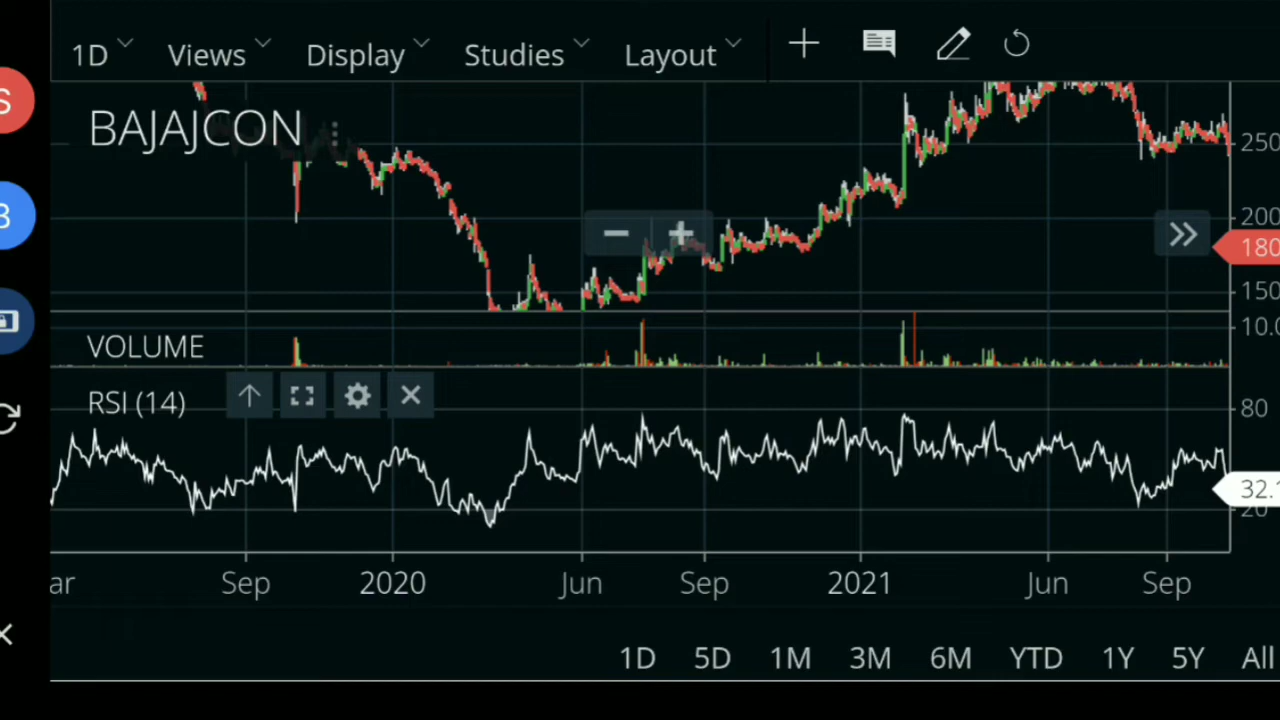 1D Views Display Studies Layout
S
BAJAJCON
250
200
180
150
VOLUME
10.0
RSI (14)
80
32.1
20
ar Sep 2020 Jun Sep 2021 Jun Sep
1D 5D 1M 3M 6M YTD 1Y 5Y All